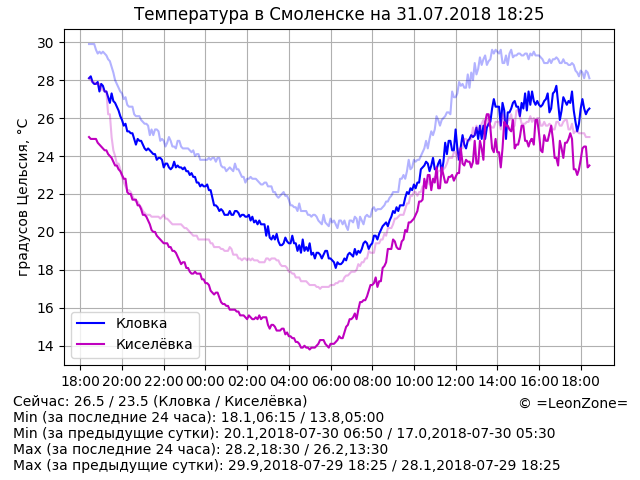 Температура в Смоленске на 31.07.2018 18:25
градусов Цельсия, °C
30
28
26
24
22
20
18
16
14
Кловка
Киселёвка
18:00 20:00 22:00 00:00 02:00 04:00 06:00 08:00 10:00 12:00 14:00 16:00 18:00
Сейчас: 26.5 / 23.5 (Кловка / Киселёвка)
© =LeonZone=
Min (за последние 24 часа): 18.1,06:15 / 13.8,05:00
Min (за предыдущие сутки): 20.1,2018-07-30 06:50 / 17.0,2018-07-30 05:30
Max (за последние 24 часа): 28.2,18:30 / 26.2,13:30
Max (за предыдущие сутки): 29.9,2018-07-29 18:25 / 28.1,2018-07-29 18:25